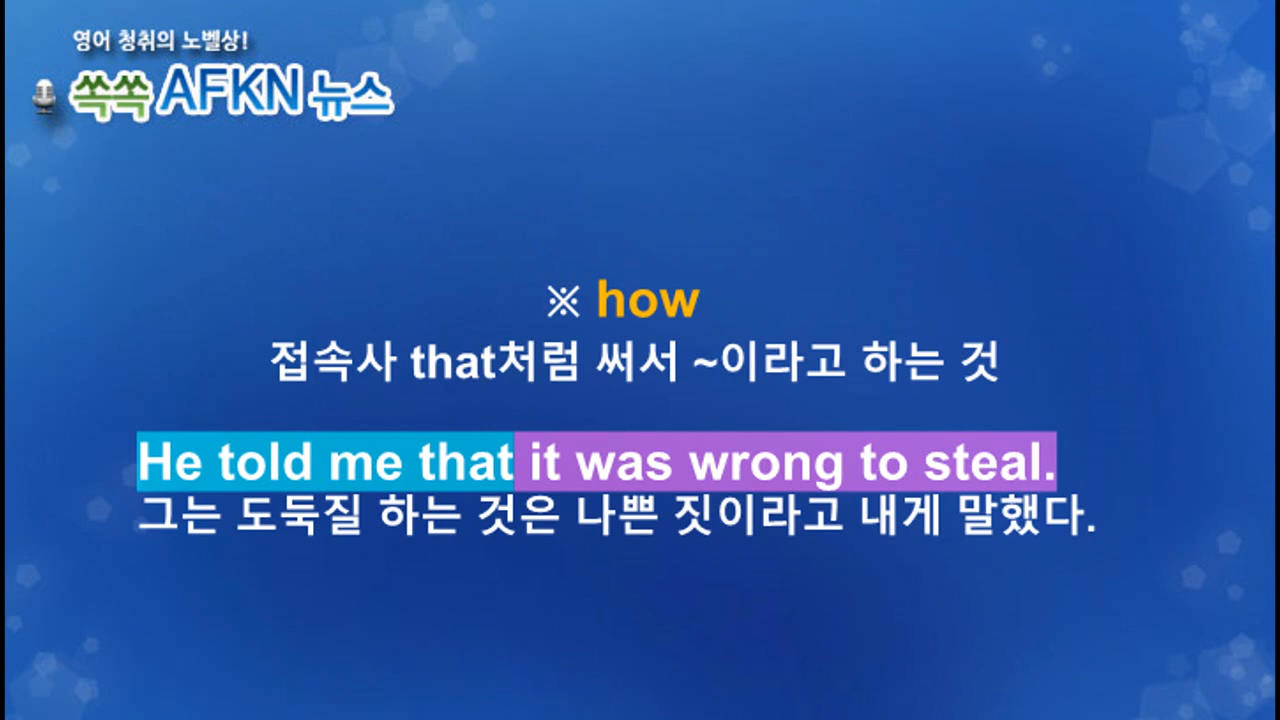 영어 청취의 노벨상!
쏙쏙 AFKN 뉴스
※ how
접속사 that처럼 써서 ~이라고 하는 것
He told me that it was wrong to steal.
그는 도둑질 하는 것은 나쁜 짓이라고 내게 말했다.